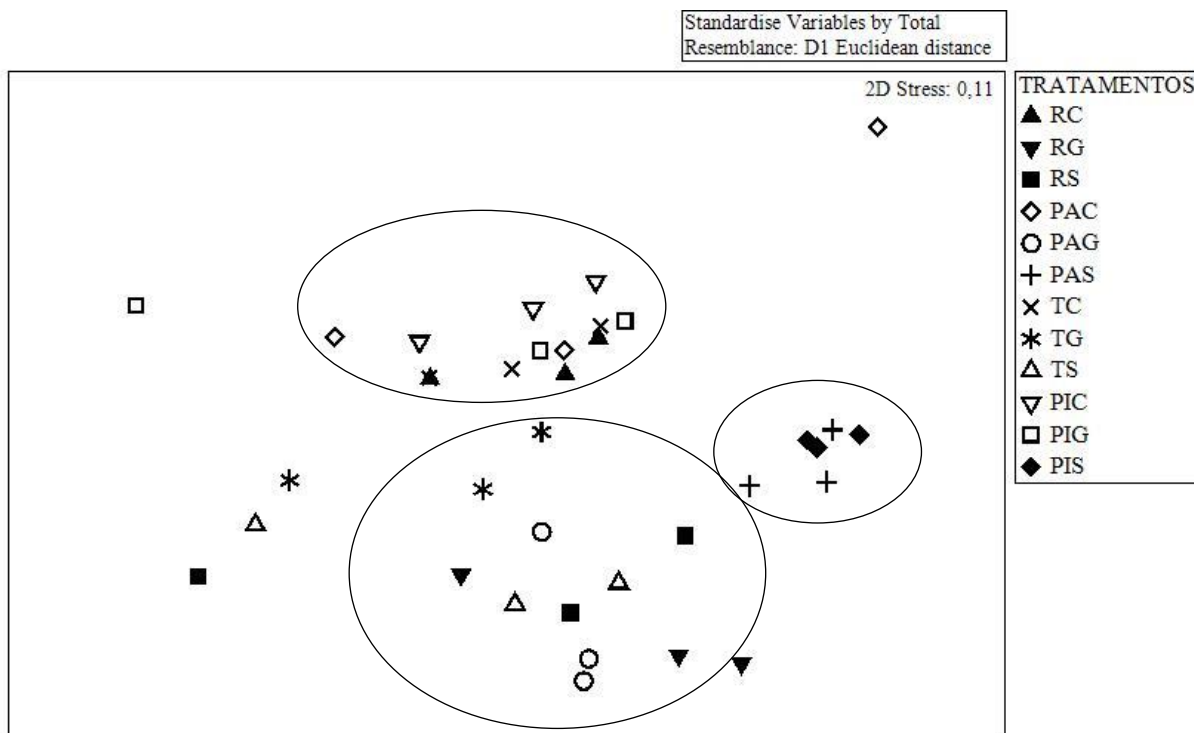 Standardise Variables by Total
Resemblance: D1 Euclidean distance
2D Stress: 0,11
TRATAMENTOS
RC
RG
RS
PAC
PAG
PAS
TC
TG
TS
PIC
PIG
PIS